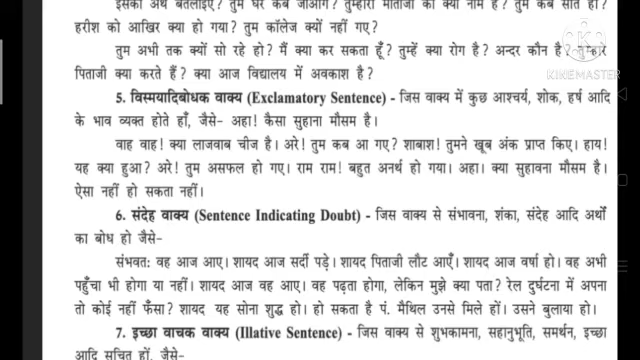 इसका अर्थ बतलाइए? तुम घर कब जाओगे? तुम्हारी माताजी का क्या नाम है? तुम कब सोते हो?
हरीश को आखिर क्या हो गया? तुम कॉलेज क्यों नहीं गए?
तुम अभी तक क्यों सो रहे हो? मैं क्या कर सकता हूँ? तुम्हें क्या रोग है? अन्दर कौन है? तुम्हारे
पिताजी क्या करते हैं? क्या आज विद्यालय में अवकाश है?
KINEMASTER
5. विस्मयादिबोधक वाक्य (Exclamatory Sentence) - जिस वाक्य में कुछ आश्चर्य, शोक, हर्ष आदि
के भाव व्यक्त होते हाँ, जैसे- अहा! कैसा सुहाना मौसम है।
वाह वाह! क्या लाजवाब चीज है। अरे! तुम कब आ गए? शाबाश! तुमने खूब अंक प्राप्त किए। हाय!
यह क्या हुआ? अरे! तुम असफल हो गए। राम राम! बहुत अनर्थ हो गया। अहा। क्या सुहावना मौसम है।
ऐसा नहीं हो सकता नहीं।
6. संदेह वाक्य (Sentence Indicating Doubt) - जिस वाक्य से संभावना, शंका, संदेह आदि अर्थों
का बोध हो जैसे-
संभवतः वह आज आए। शायद आज सर्दी पड़े। शायद पिताजी लौट आएँ। शायद आज वर्षा हो। वह अभी
पहुँचा भी होगा या नहीं। शायद आज वह आए। वह पढ़ता होगा, लेकिन मुझे क्या पता? रेल दुर्घटना में अपना
तो कोई नहीं फँसा? शायद यह सोना शुद्ध हो। हो सकता है पं. मैथिल उनसे मिले हों। उसने बुलाया हो।
7. इच्छा वाचक वाक्य (Illative Sentence) - जिस वाक्य से शुभकामना, सहानुभूति, समर्थन, इच्छा
आदि सूचित हों, जैसे-